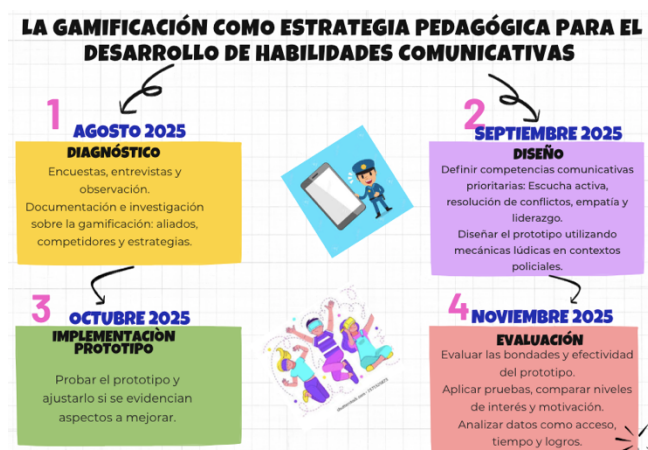 LA GAMIFICACIÓN COMO ESTRATEGIA PEDAGÓGICA PARA EL
DESARROLLO DE HABILIDADES COMUNICATIVAS
1
AGOSTO 2025
DIAGNÓSTICO
Encuestas, entrevistas y
observación.
Documentación e investigación
sobre la gamificación: aliados,
competidores y estrategias.
2
SEPTIEMBRE 2025
DISEÑO
Definir competencias comunicativas
prioritarias: Escucha activa,
resolución de conflictos, empatía y
liderazgo.
Diseñar el prototipo utilizando
mecánicas lúdicas en contextos
policiales.
3
OCTUBRE 2025
IMPLEMENTACIÒN
PROTOTIPO
Probar el prototipo y
ajustarlo si se evidencian
aspectos a mejorar.
4
NOVIEMBRE 2025
EVALUACIÓN
Evaluar las bondades y efectividad
del prototipo.
Aplicar pruebas, comparar niveles
de interés y motivación.
Analizar datos como acceso,
tiempo y logros.